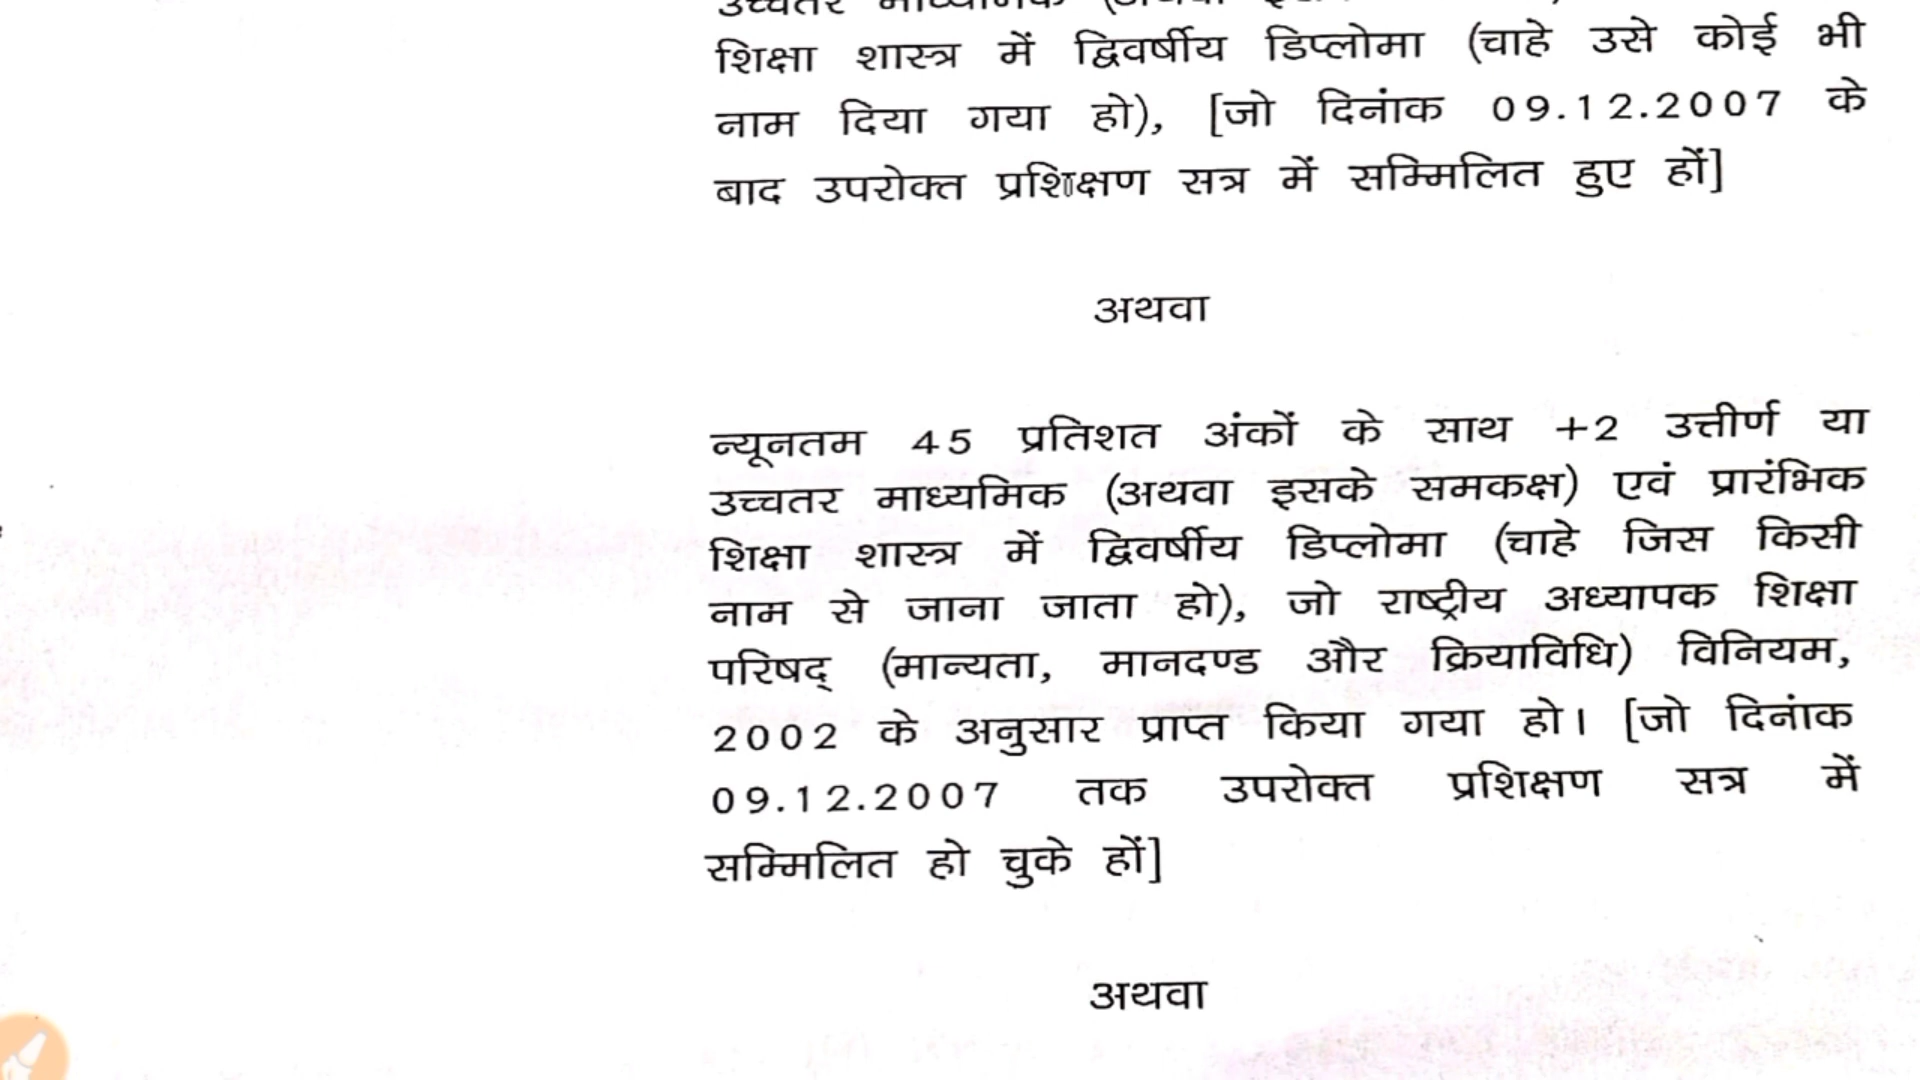 उच्चतर
शिक्षा शास्त्र में द्विवर्षीय डिप्लोमा (चाहे उसे कोई भी
नाम दिया गया हो), [जो दिनांक 09.12.2007 के
बाद उपरोक्त प्रशिक्षण सत्र में सम्मिलित हुए हों]
अथवा
न्यूनतम 45 प्रतिशत अंकों के साथ +2 उत्तीर्ण या
उच्चतर माध्यमिक (अथवा इसके समकक्ष) एवं प्रारंभिक
शिक्षा शास्त्र में द्विवर्षीय डिप्लोमा (चाहे जिस किसी
नाम से जाना जाता हो), जो राष्ट्रीय अध्यापक शिक्षा
परिषद् (मान्यता, मानदण्ड और क्रियाविधि) विनियम,
2002 के अनुसार प्राप्त किया गया हो। [जो दिनांक
09.12.2007 तक उपरोक्त प्रशिक्षण सत्र में
सम्मिलित हो चुके हों]
अथवा